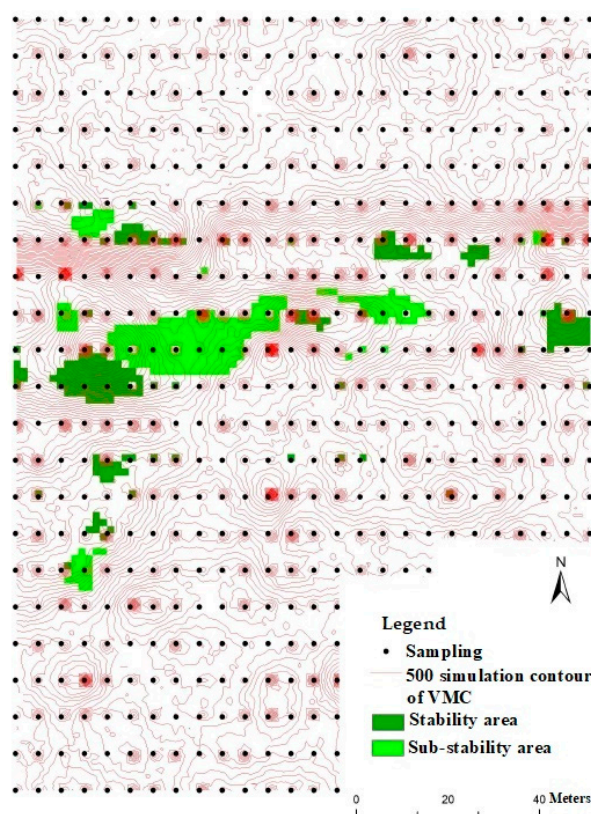 N
Legend
Sampling
500 simulation contour
of VMC
Stability area
Sub-stability area
0 20 40 Meters